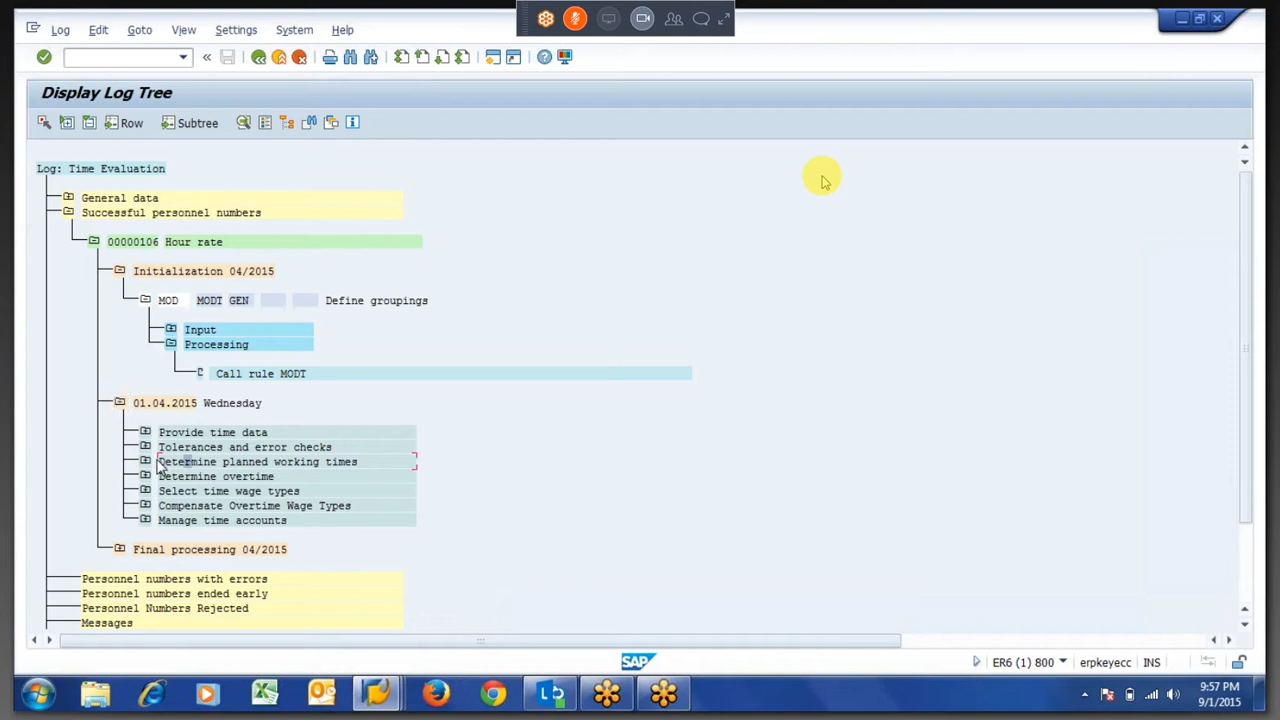 Log Edit Goto View Settings System Help
Display Log Tree
Row Subtree
Log: Time Evaluation
General data
Successful personnel numbers
00000106 Hour rate
Initialization 04/2015
MOD MODT GEN Define groupings
Input
Processing
Call rule MODT
01.04.2015 Wednesday
Provide time data
Tolerances and error checks
Determine planned working times
Determine overtime
Select time wage types
Compensate Overtime Wage Types
Manage time accounts
Final processing 04/2015
Personnel numbers with errors
Personnel numbers ended early
Personnel Numbers Rejected
Messages
SAP
ER6 (1) 800 erpkeyecc INS
9:57 PM
9/1/2015